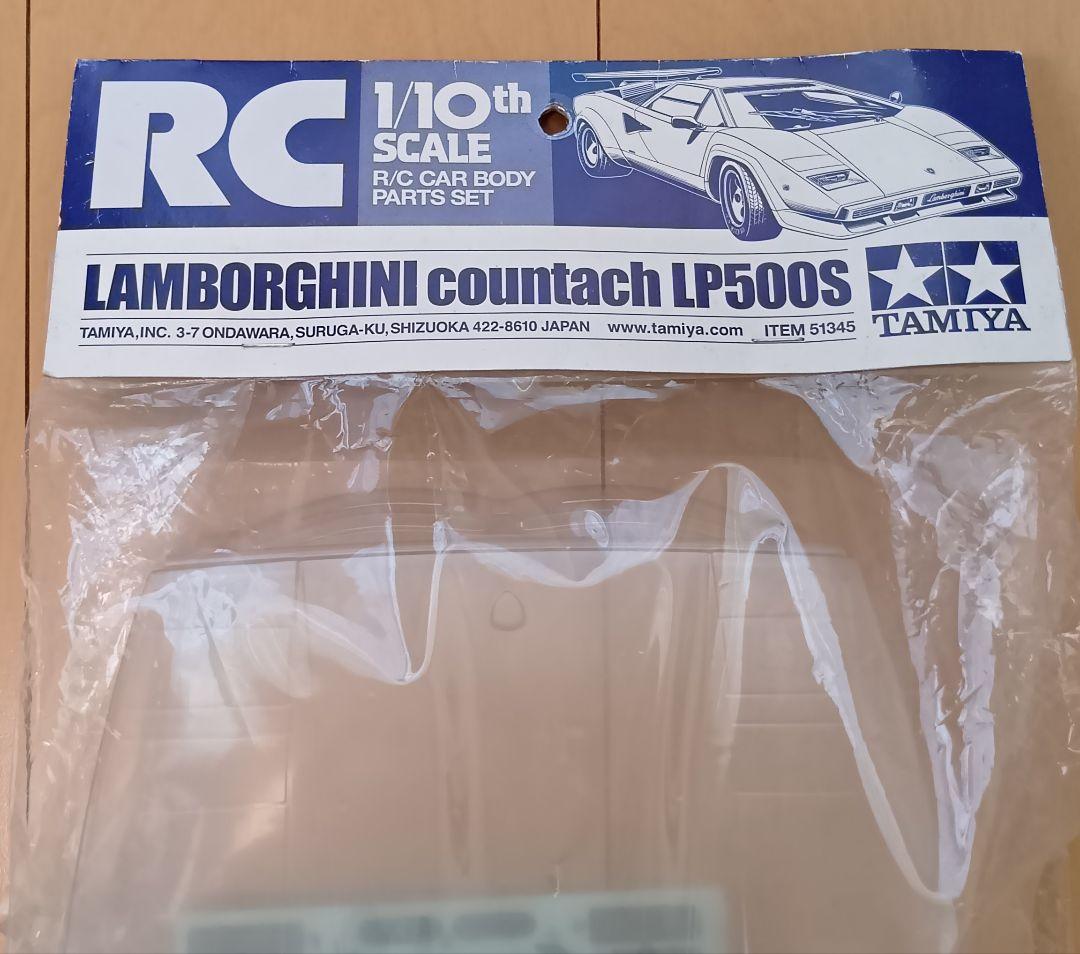 RC
1/10th
SCALE
R/C CAR BODY
PARTS SET
Lamborghini
LAMBORGHINI countach LP500S
TAMIYA
TAMIYA,INC. 3-7 ONDAWARA,SURUGA-KU,SHIZUOKA 422-8610 JAPAN www.tamiya.com ITEM 51345